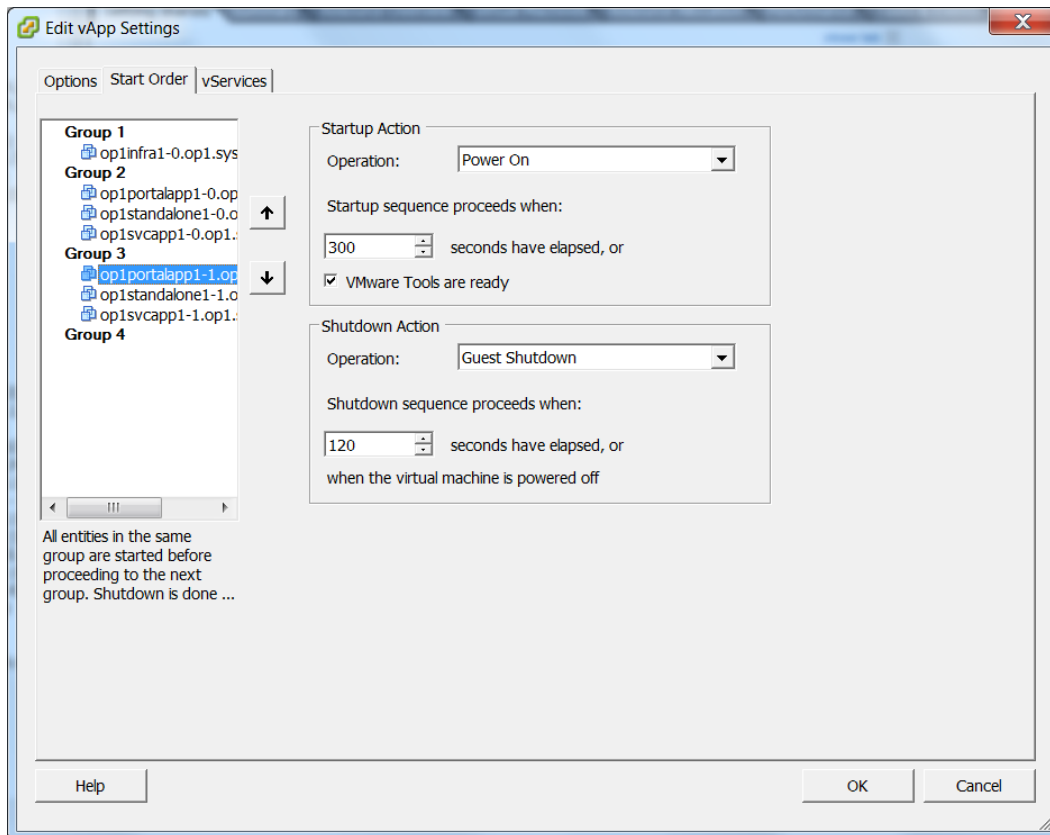 Edit vApp Settings
Options Start Order vServices
Group 1
op1infra1-0.op1.sys
Group 2
op1portalapp1-0.op
op1standalone1-0.o
op1svcapp1-0.op1.
Group 3
op1portalapp1-1.op
op1standalone1-1.o
op1svcapp1-1.op1.
Group 4
All entities in the same
group are started before
proceeding to the next
group. Shutdown is done ...
Startup Action
Operation: Power On
Startup sequence proceeds when:
300 seconds have elapsed, or
VMware Tools are ready
Shutdown Action
Operation: Guest Shutdown
Shutdown sequence proceeds when:
120 seconds have elapsed, or
when the virtual machine is powered off
Help OK Cancel